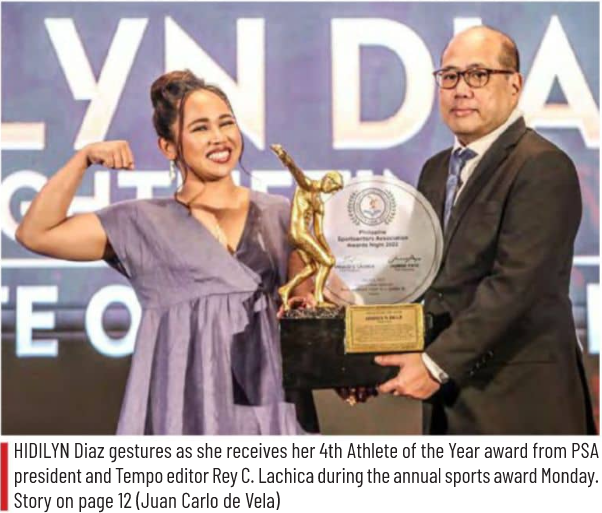 LYN DIA
GHT
TE O
Philippine
Sportswriters Association
Awards Night 2022
HIDILYN Diaz gestures as she receives her 4th Athlete of the Year award from PSA
president and Tempo editor Rey C. Lachica during the annual sports award Monday.
Story on page 12 (Juan Carlo de Vela)